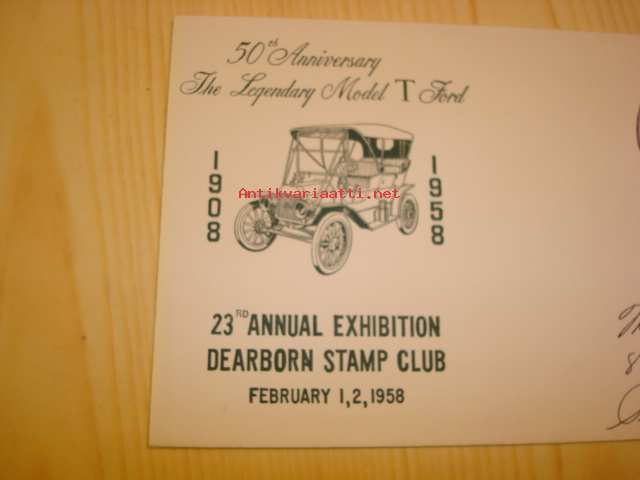 50th Anniversary
The Legendary Model T Ford
1908
1958
Antikvariaatti.net
23RD ANNUAL EXHIBITION
DEARBORN STAMP CLUB
FEBRUARY 1, 2, 1958
8